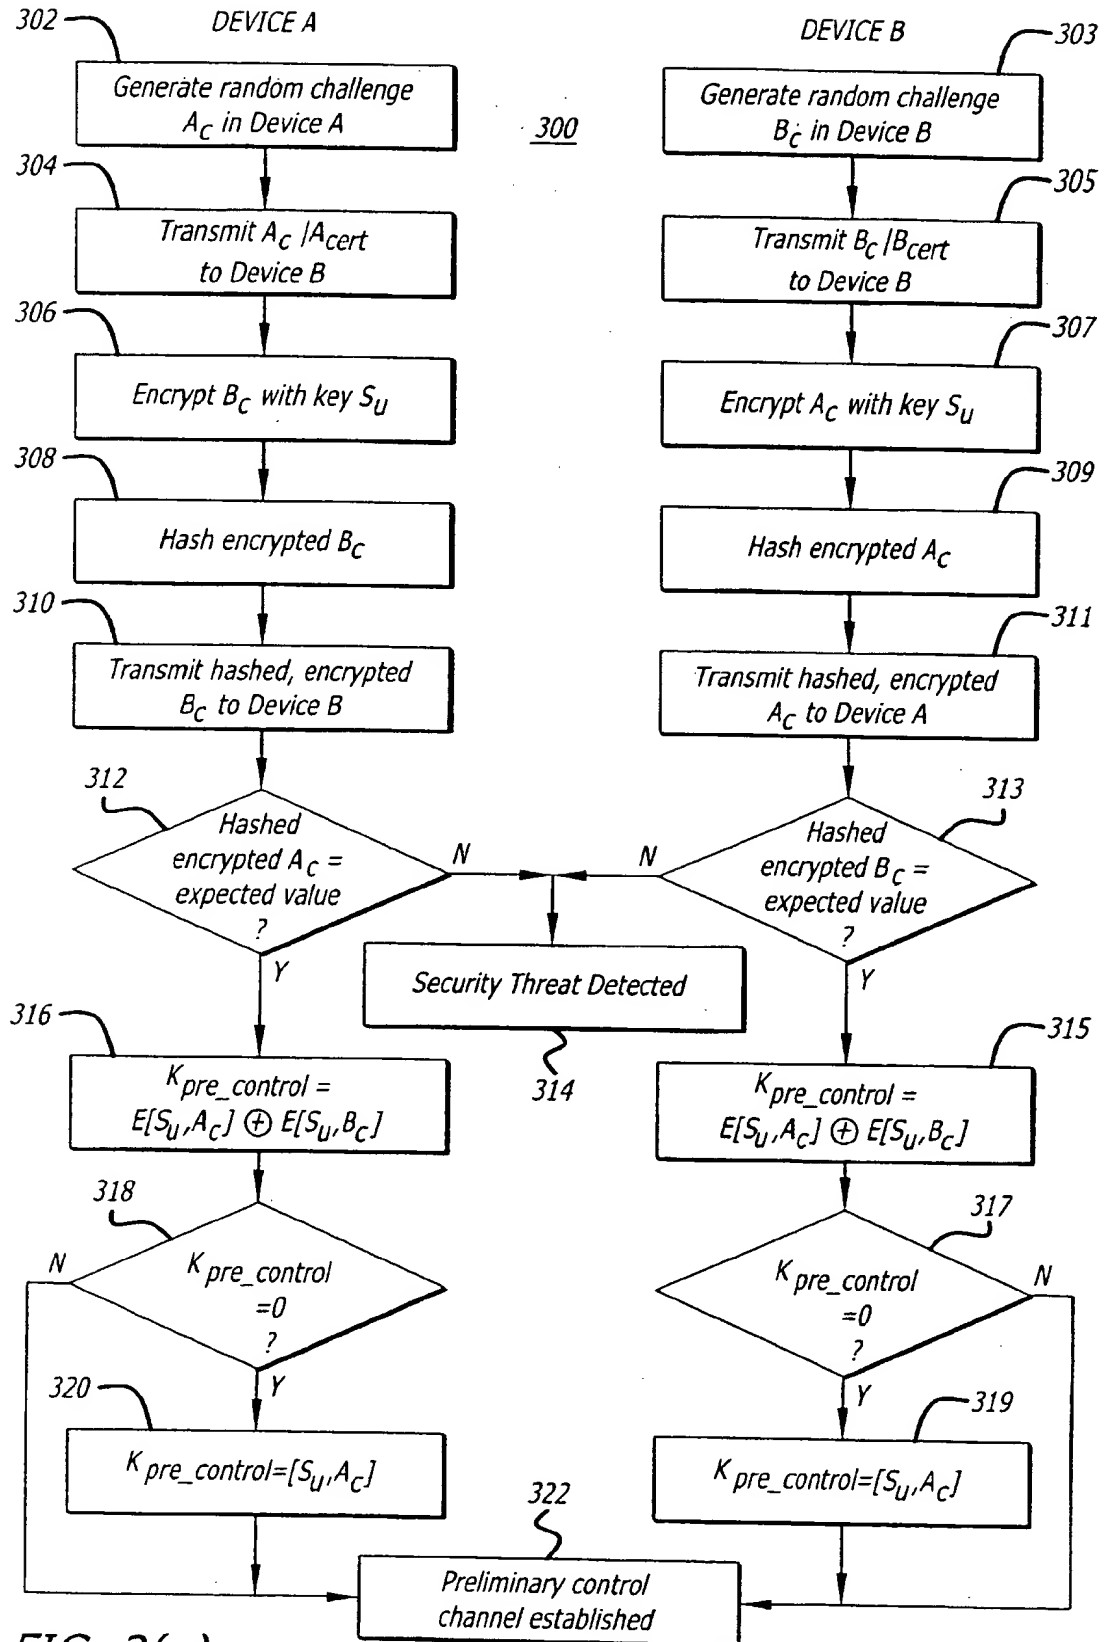 302
DEVICE A
Generate random challenge
A_C in Device A
304
Transmit A_C /A_cert
to Device B
306
Encrypt B_C with key S_u
308
Hash encrypted B_C
310
Transmit hashed, encrypted
B_C to Device B
312
Hashed
encrypted A_C =
expected value
?
N
Y
316
K_pre_control =
E[S_u,A_C] ⊕ E[S_u,B_C]
318
N
K_pre_control
=0
?
Y
320
K_pre_control=[S_u,A_C]
300
DEVICE B
303
Generate random challenge
B_C in Device B
305
Transmit B_C /B_cert
to Device B
307
Encrypt A_C with key S_u
309
Hash encrypted A_C
311
Transmit hashed, encrypted
A_C to Device A
313
Hashed
encrypted B_C =
expected value
?
N
Y
Security Threat Detected
314
315
K_pre_control =
E[S_u,A_C] ⊕ E[S_u,B_C]
317
K_pre_control
=0
?
N
Y
319
K_pre_control=[S_u,A_C]
322
Preliminary control
channel established